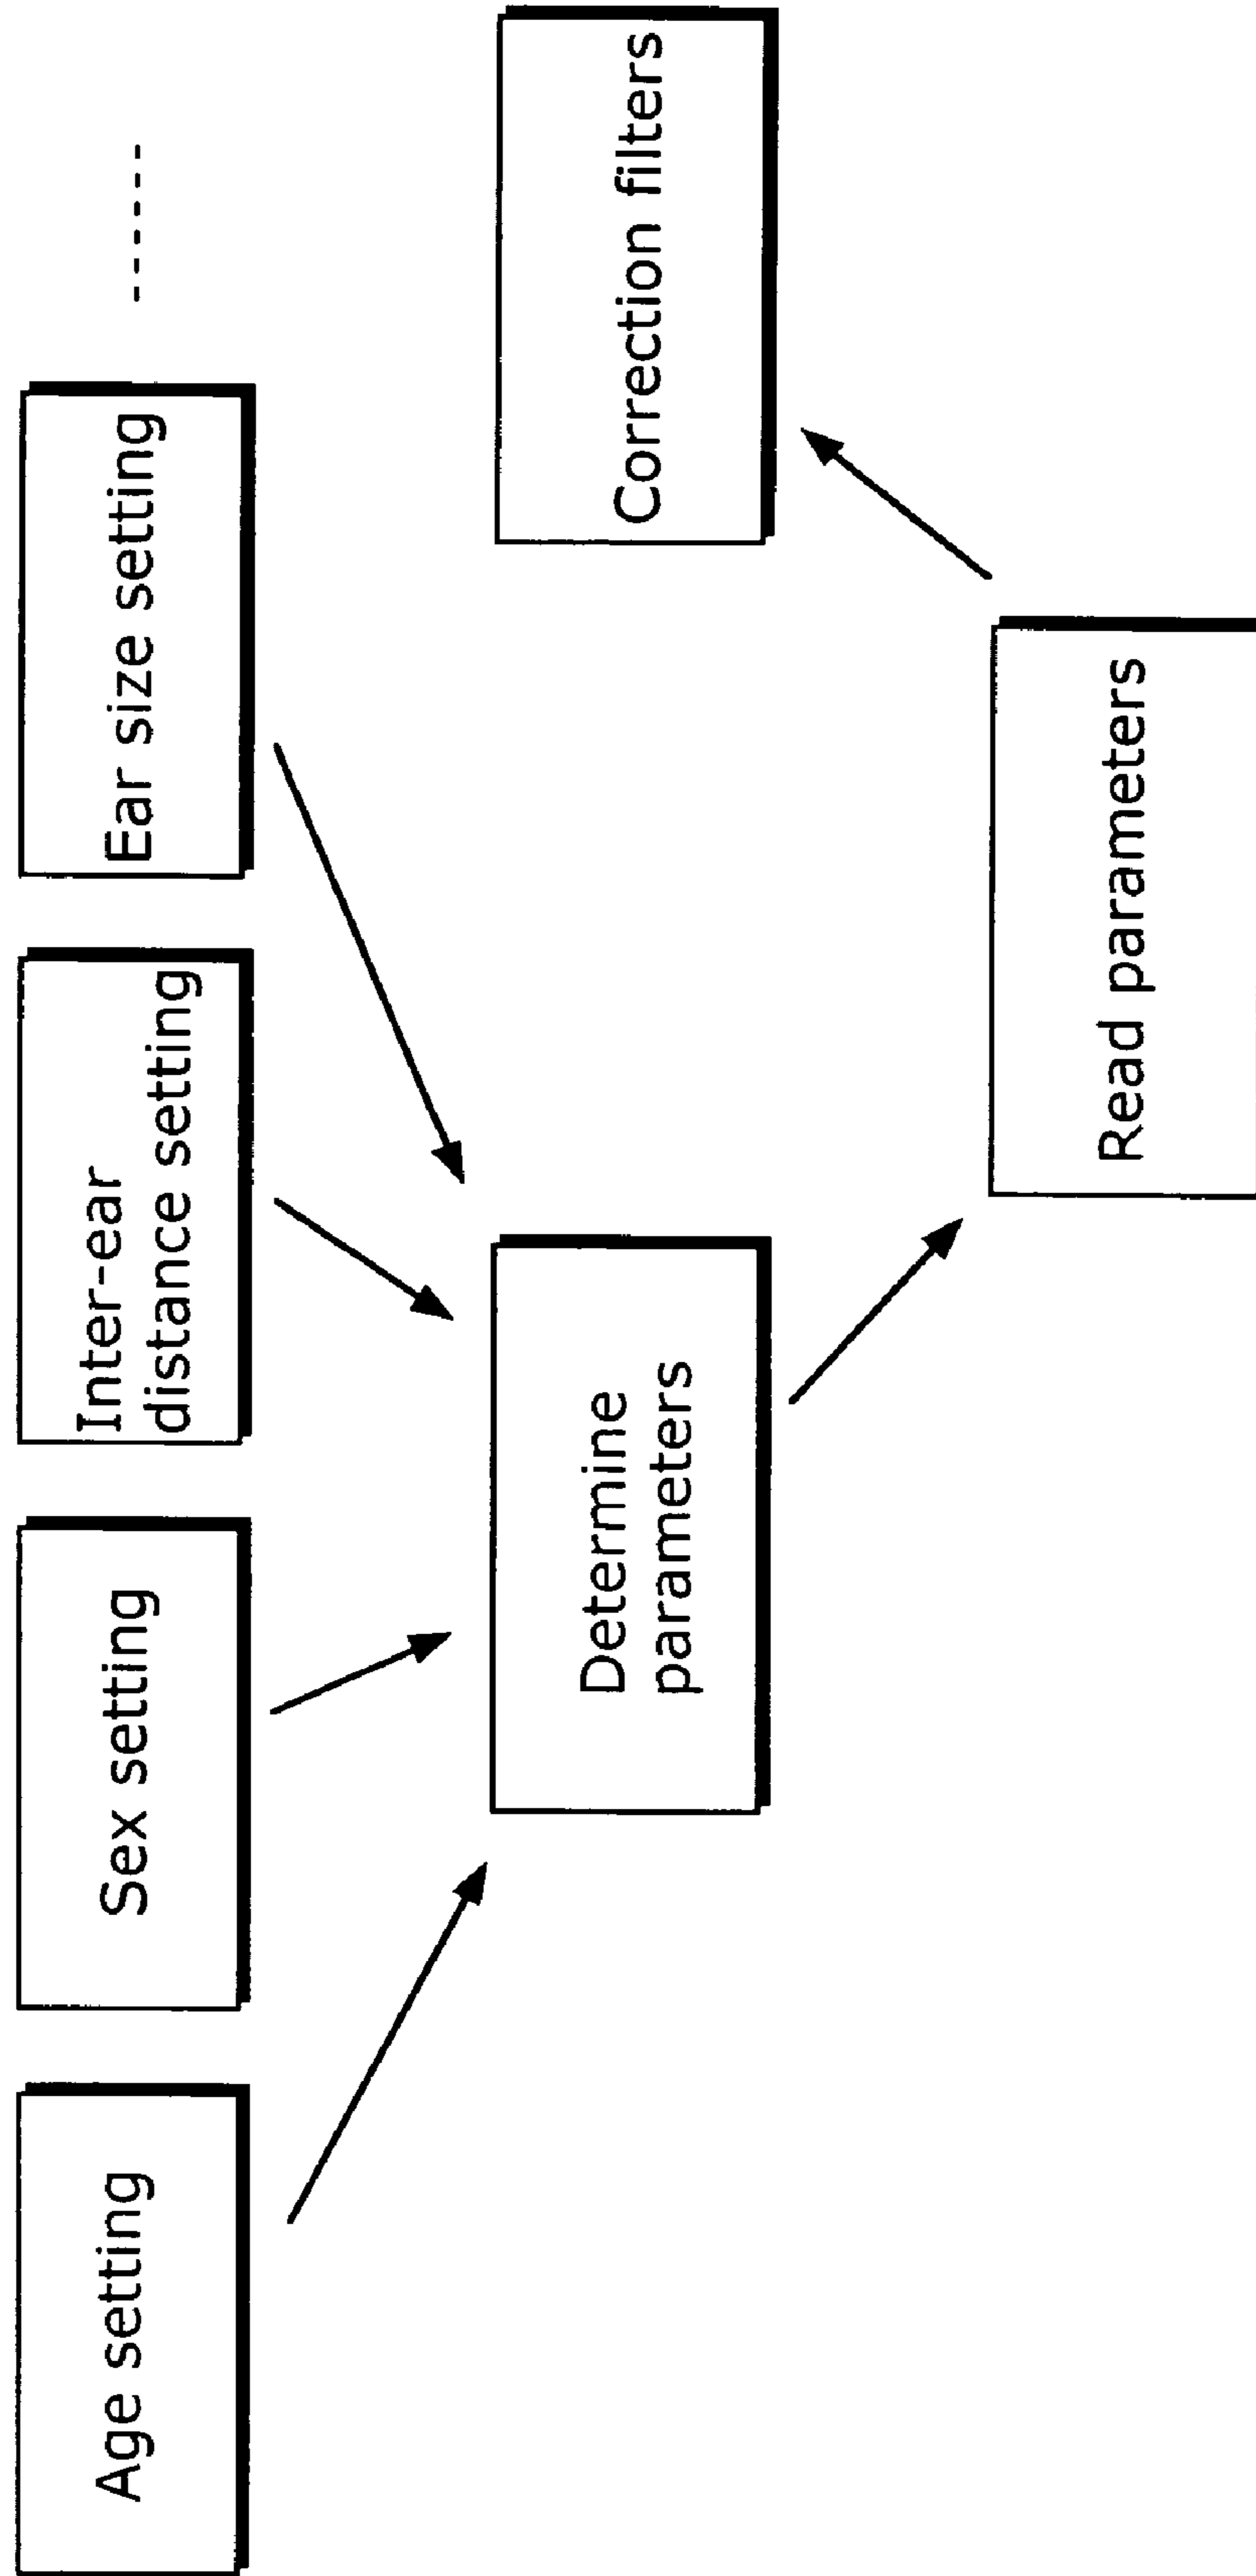 Age setting
Sex setting
Inter-ear
distance setting
Ear size setting
Determine
parameters
Correction filters
Read parameters